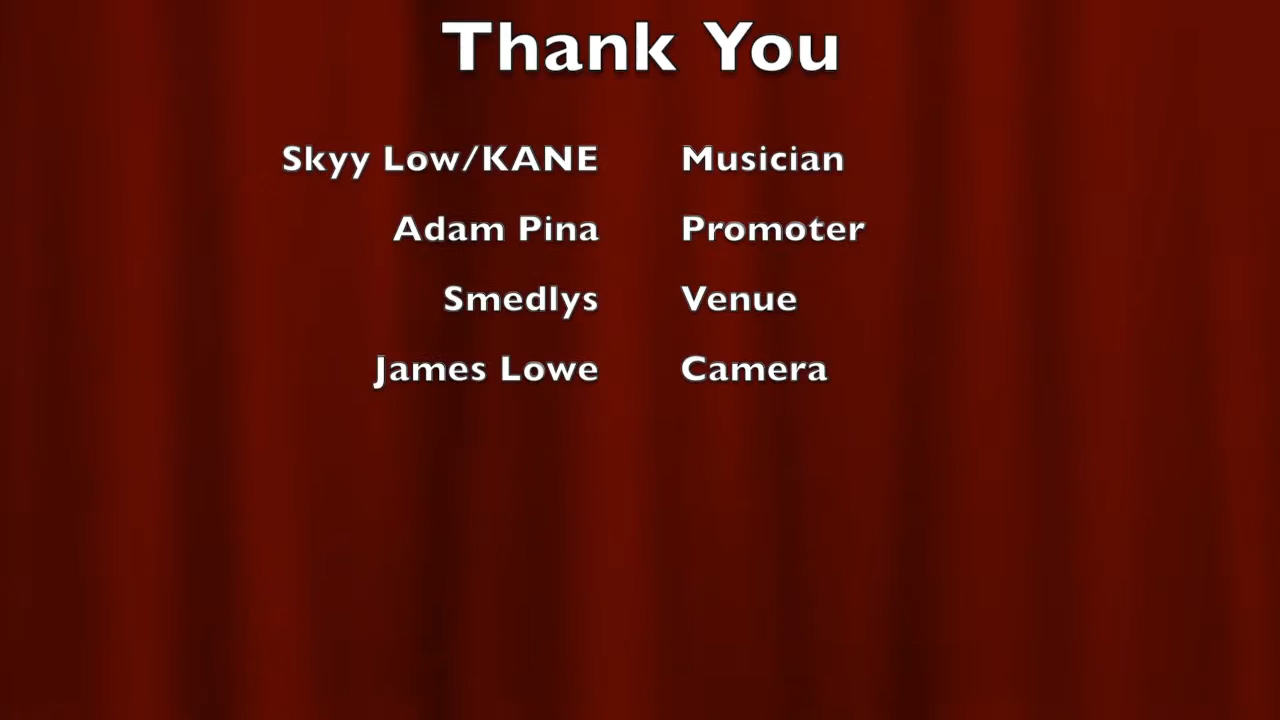 Thank You
Skyy Low/KANE Musician
Adam Pina Promoter
Smedlys Venue
James Lowe Camera